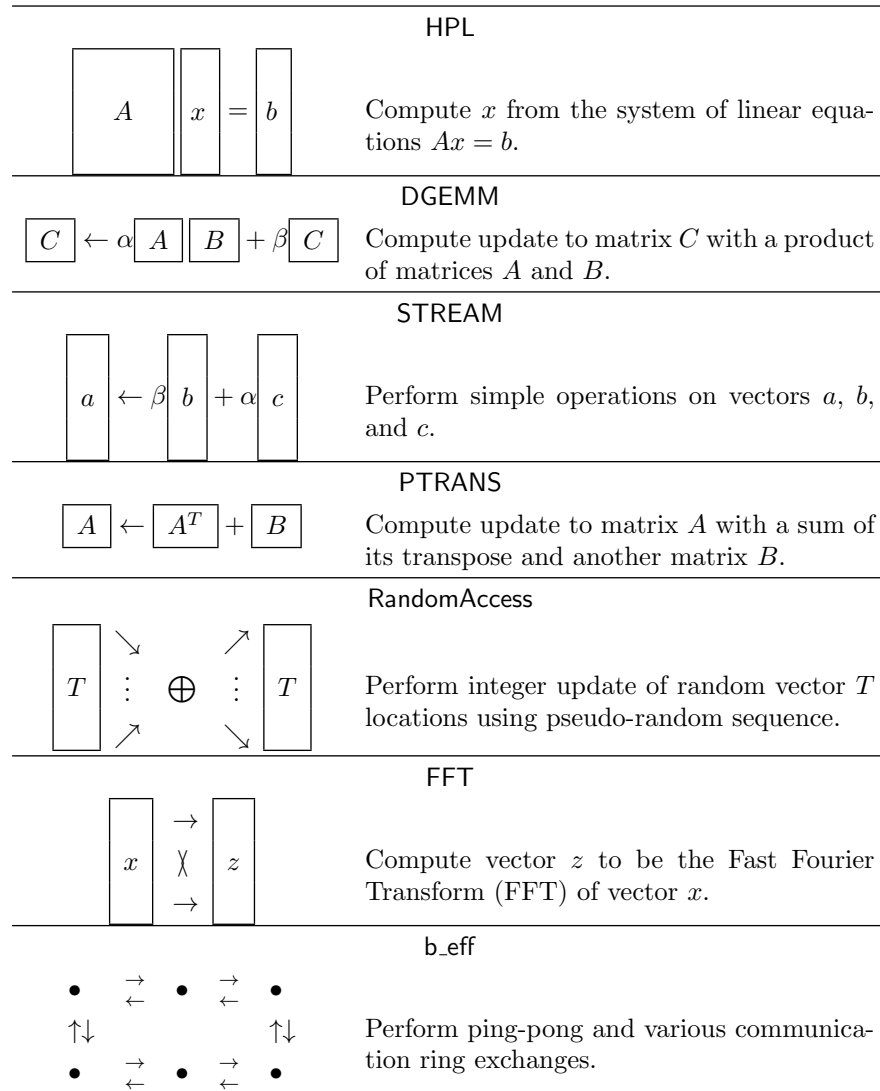 HPL
A x = b
Compute x from the system of linear equa-
tions Ax = b.
DGEMM
C ← α A B + β C
Compute update to matrix C with a product
of matrices A and B.
STREAM
a ← β b + α c
Perform simple operations on vectors a, b,
and c.
PTRANS
A ← A^T + B
Compute update to matrix A with a sum of
its transpose and another matrix B.
RandomAccess
↘ ↗
T ⋮ ⊕ ⋮ T
↗ ↘
Perform integer update of random vector T
locations using pseudo-random sequence.
FFT
→
x χ z
→
Compute vector z to be the Fast Fourier
Transform (FFT) of vector x.
b_eff
• →← • →← •
↑↓ ↑↓
• →← • →← •
Perform ping-pong and various communica-
tion ring exchanges.